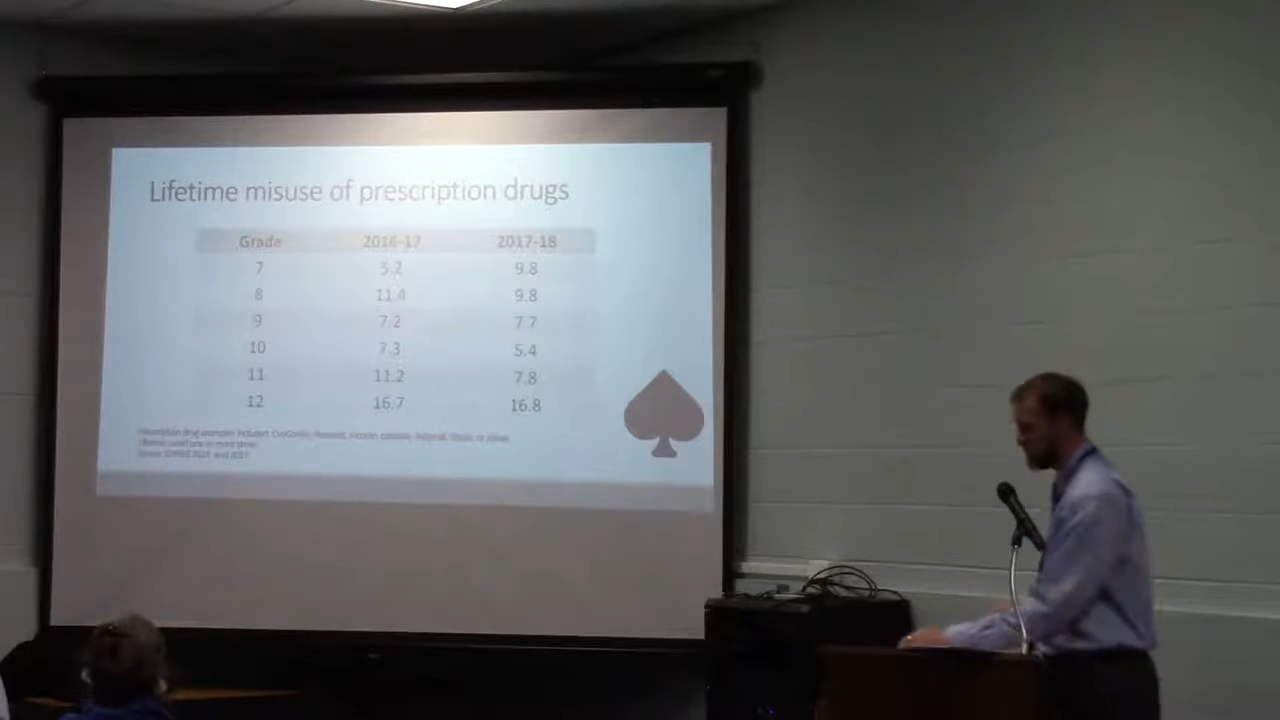 Lifetime misuse of prescription drugs
Grade 2016-17 2017-18
7 5.2 9.8
8 11.4 9.8
9 7.2 7.7
10 7.3 5.4
11 11.2 7.8
12 16.7 16.8